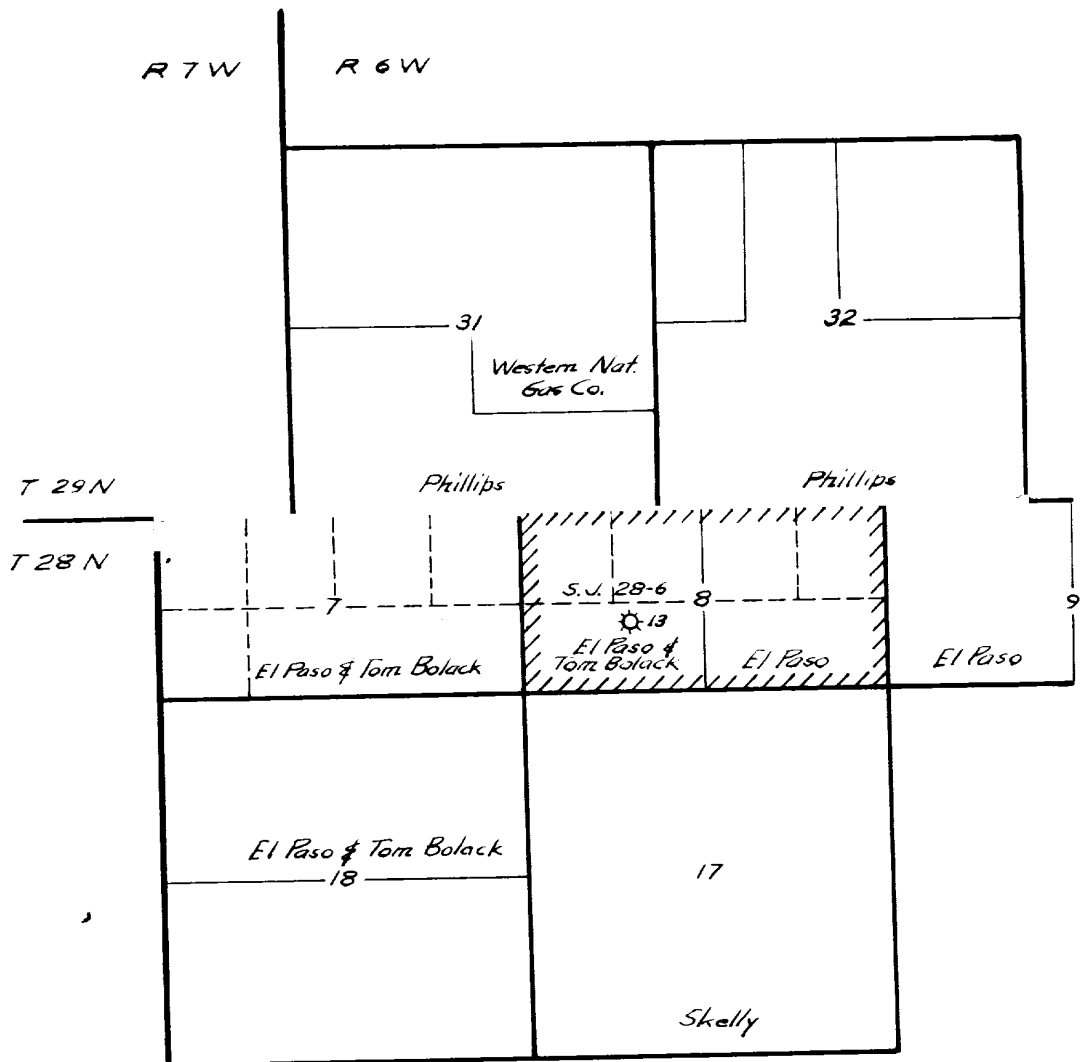 R 7 W
R 6 W
31
32
Western Nat.
Gas Co.
T 29 N
Phillips
Phillips
T 28 N
7
S.J. 28-6
8
9
13
El Paso & Tom Bolack
El Paso &
Tom Bolack
El Paso
El Paso
El Paso & Tom Bolack
18
17
Skelly